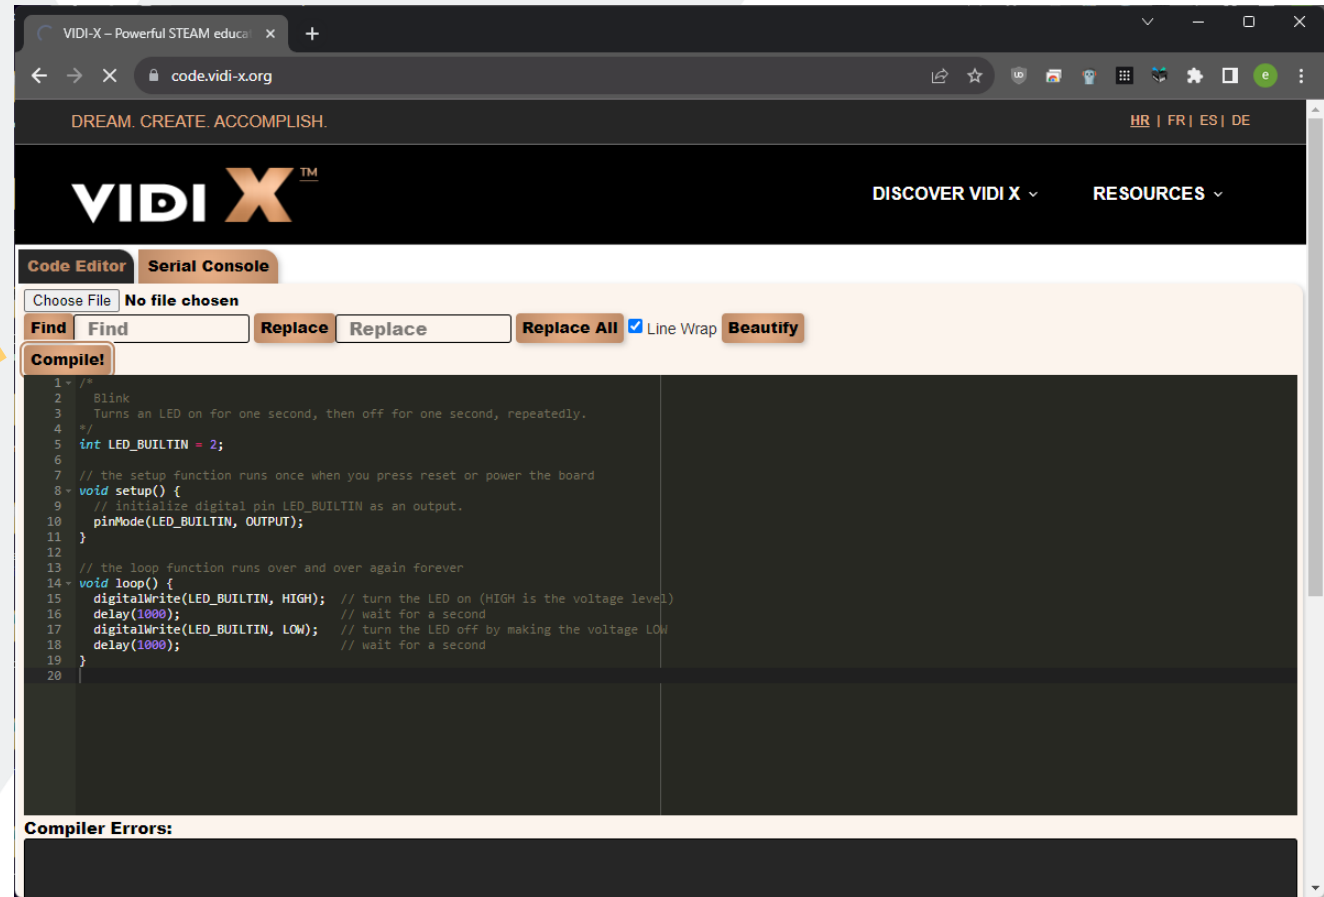 VIDI-X – Powerful STEAM educa
code.vidi-x.org
e
DREAM. CREATE. ACCOMPLISH.
HR | FR | ES | DE
VIDI X ™
DISCOVER VIDI X
RESOURCES
Code Editor Serial Console
Choose File No file chosen
Find Find Replace Replace Replace All Line Wrap Beautify
Compile!
1 /*
2 Blink
3 Turns an LED on for one second, then off for one second, repeatedly.
4 */
5 int LED_BUILTIN = 2;
6
7 // the setup function runs once when you press reset or power the board
8 void setup() {
9 // initialize digital pin LED_BUILTIN as an output.
10 pinMode(LED_BUILTIN, OUTPUT);
11 }
12
13 // the loop function runs over and over again forever
14 void loop() {
15 digitalWrite(LED_BUILTIN, HIGH); // turn the LED on (HIGH is the voltage level)
16 delay(1000); // wait for a second
17 digitalWrite(LED_BUILTIN, LOW); // turn the LED off by making the voltage LOW
18 delay(1000); // wait for a second
19 }
20
Compiler Errors: